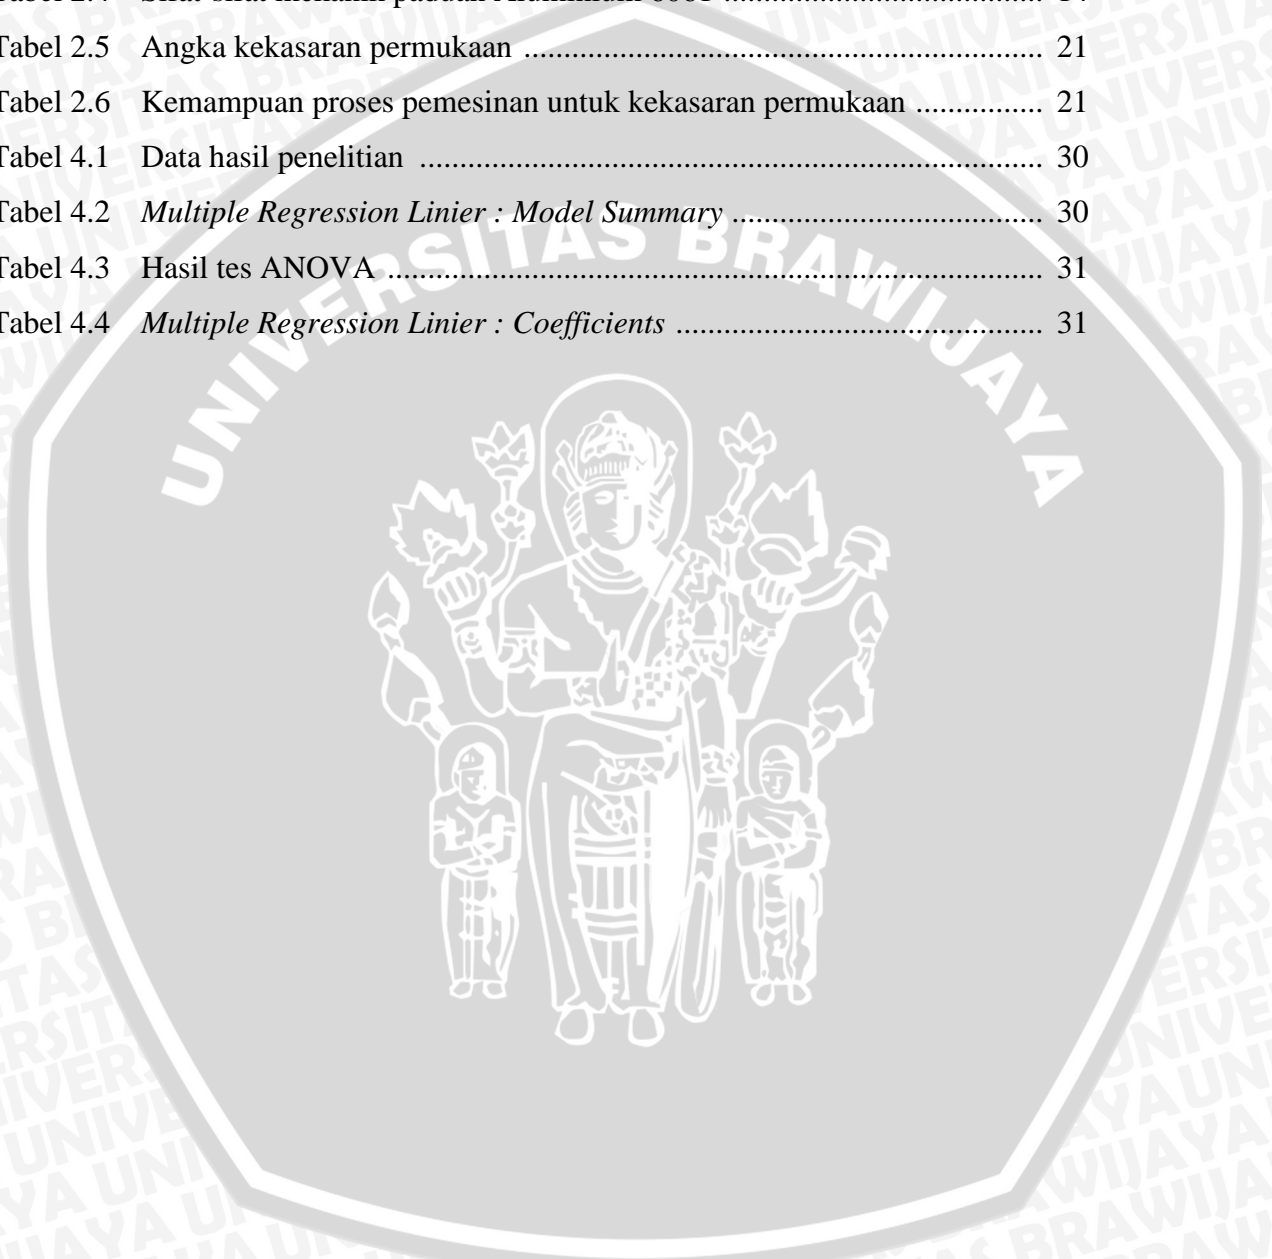 Tabel 2.5 Angka kekasaran permukaan ........................................................ 21
Tabel 2.6 Kemampuan proses pemesinan untuk kekasaran permukaan ............... 21
Tabel 4.1 Data hasil penelitian ........................................................................ 30
Tabel 4.2 Multiple Regression Linier : Model Summary .................................... 30
Tabel 4.3 Hasil tes ANOVA ............................................................................ 31
Tabel 4.4 Multiple Regression Linier : Coefficients ........................................... 31
UNIVERSITAS BRAWIJAYA